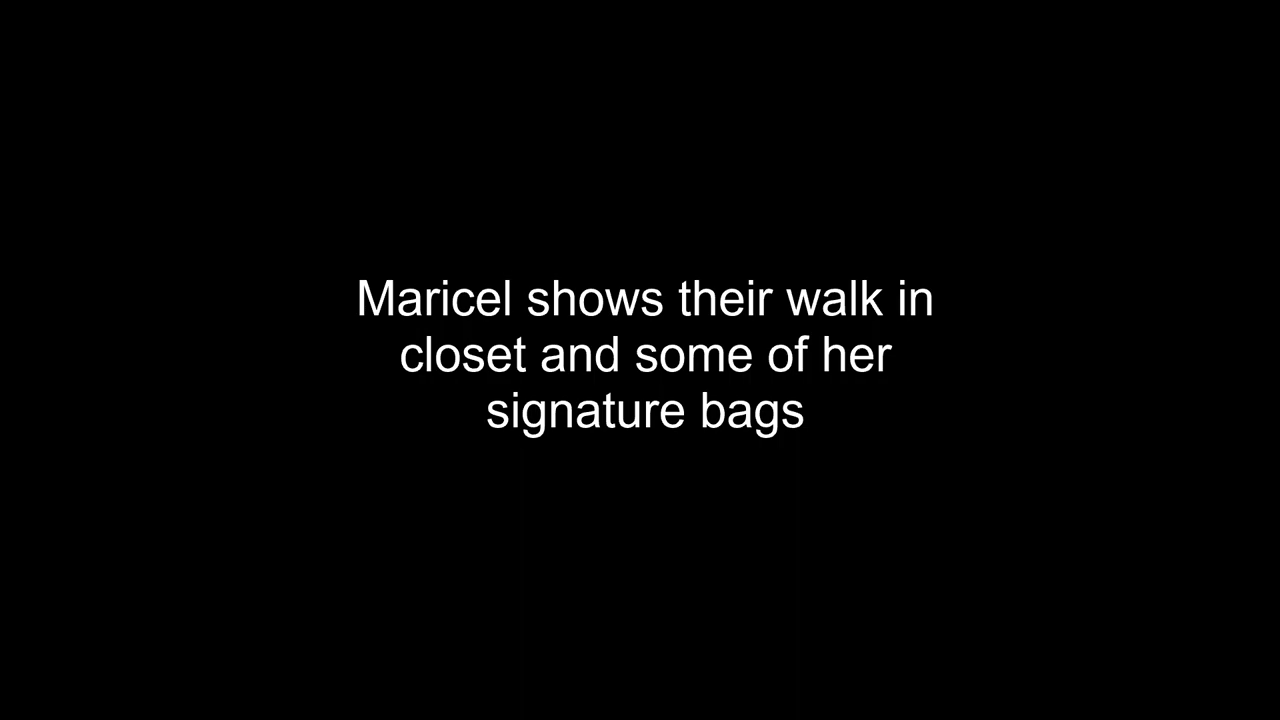 Maricel shows their walk in
closet and some of her
signature bags